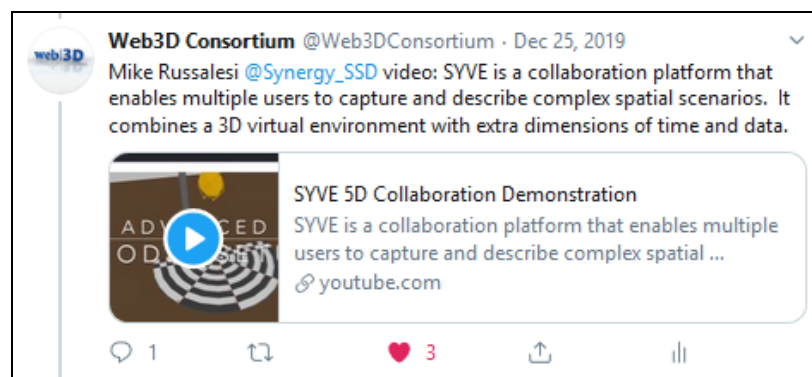 web|3D
Web3D Consortium @Web3DConsortium · Dec 25, 2019
Mike Russalesi @Synergy_SSD video: SYVE is a collaboration platform that
enables multiple users to capture and describe complex spatial scenarios. It
combines a 3D virtual environment with extra dimensions of time and data.
SYVE 5D Collaboration Demonstration
SYVE is a collaboration platform that enables multiple
users to capture and describe complex spatial ...
youtube.com
1
3